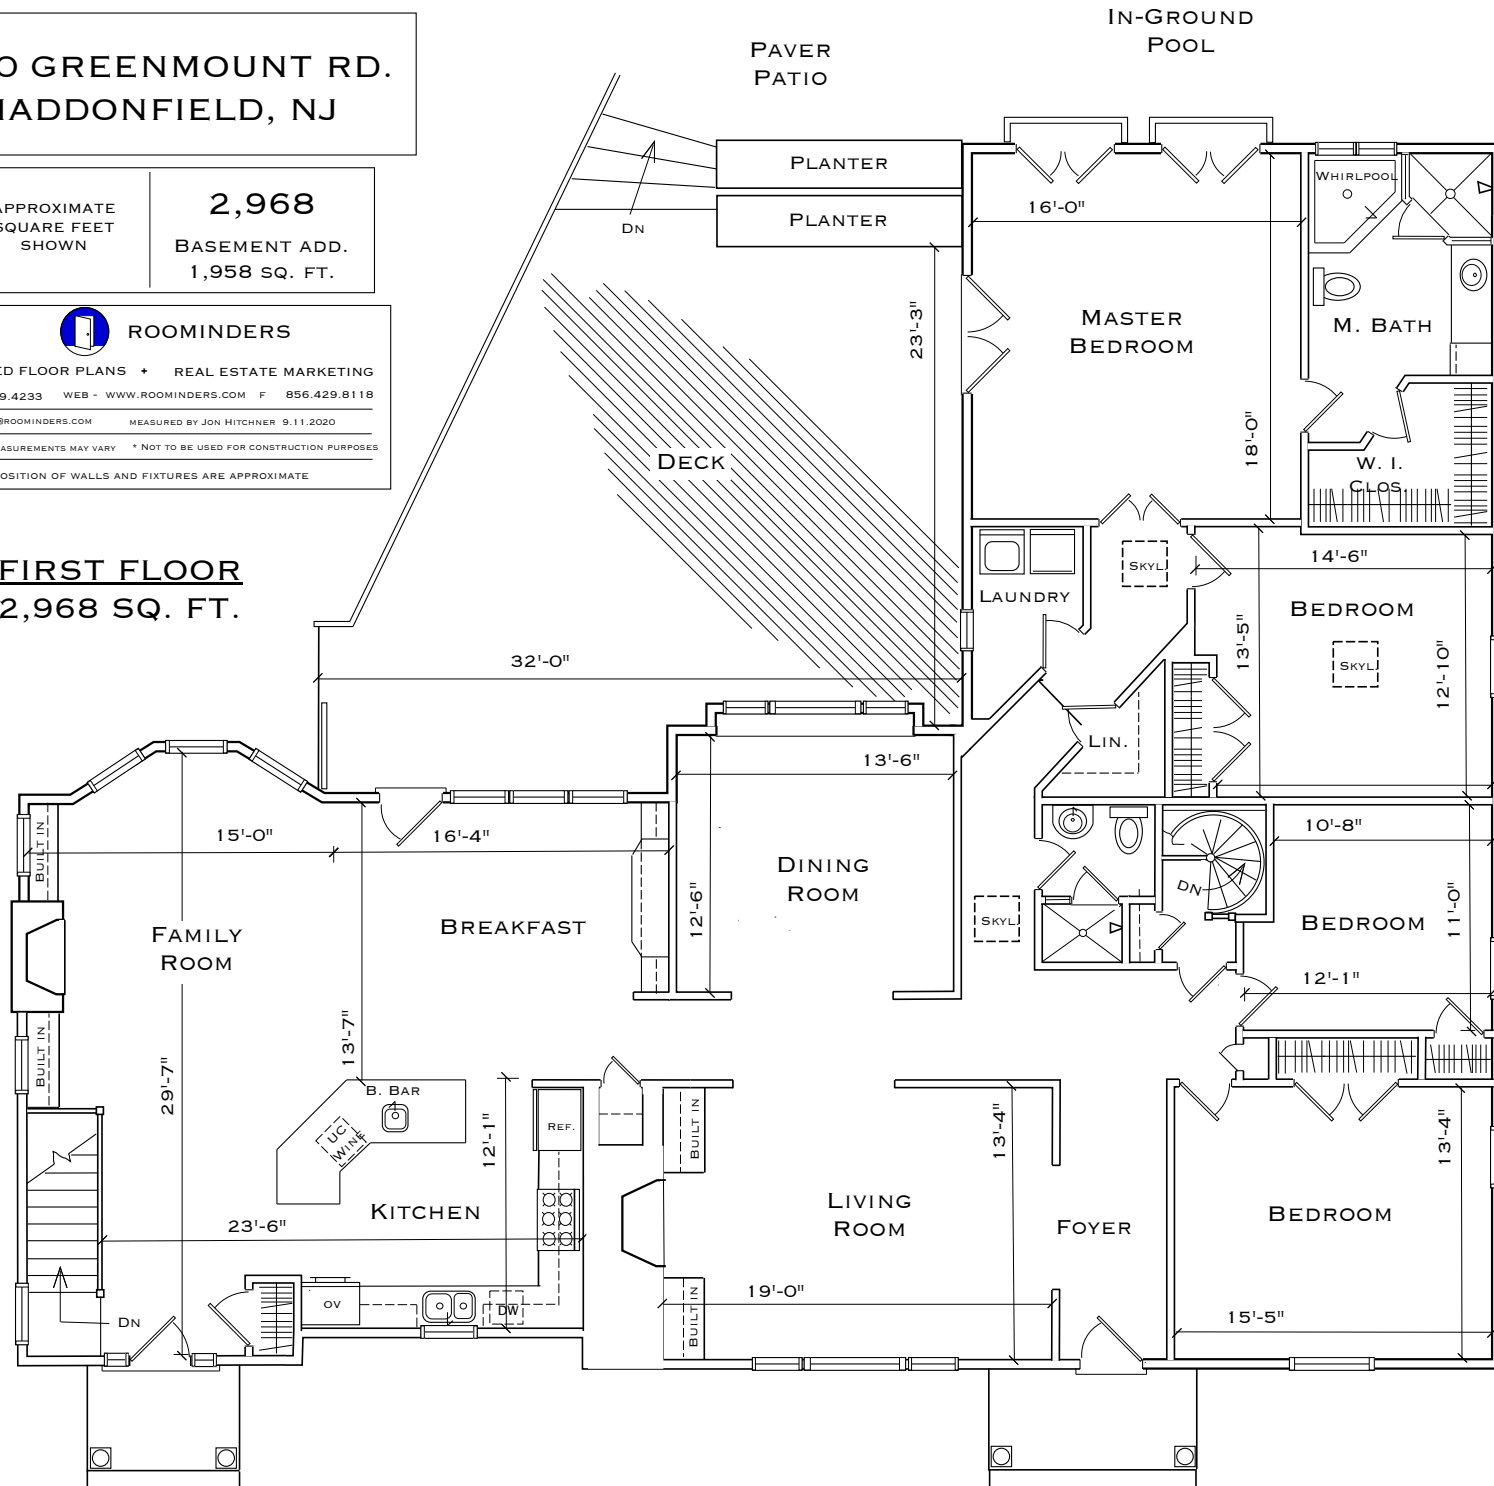 O GREENMOUNT RD.
HADDONFIELD, NJ
APPROXIMATE
SQUARE FEET
SHOWN
2,968
BASEMENT ADD.
1,958 SQ. FT.
ROOMINDERS
ED FLOOR PLANS • REAL ESTATE MARKETING
9.4233 WEB - WWW.ROOMINDERS.COM F 856.429.8118
@ROOMINDERS.COM MEASURED BY JON HITCHNER 9.11.2020
ASUREMENTS MAY VARY * NOT TO BE USED FOR CONSTRUCTION PURPOSES
OSITION OF WALLS AND FIXTURES ARE APPROXIMATE
FIRST FLOOR
2,968 SQ. FT.
PAVER
PATIO
IN-GROUND
POOL
PLANTER
PLANTER
DN
DECK
23'-3"
32'-0"
16'-0"
MASTER
BEDROOM
18'-0"
WHIRLPOOL
M. BATH
W. I.
CLOS.
LAUNDRY
SKYL.
14'-6"
BEDROOM
13'-5"
SKYL.
12'-10"
LIN.
13'-6"
DINING
ROOM
12'-6"
BUILT IN
15'-0"
16'-4"
FAMILY
ROOM
BREAKFAST
29'-7"
13'-7"
BUILT IN
SKYL.
DN
10'-8"
BEDROOM
11'-0"
12'-1"
B. BAR
UC
WINE
12'-1"
REF.
KITCHEN
23'-6"
OV
DW
DN
BUILT IN
LIVING
ROOM
13'-4"
19'-0"
BUILT IN
FOYER
BEDROOM
13'-4"
15'-5"